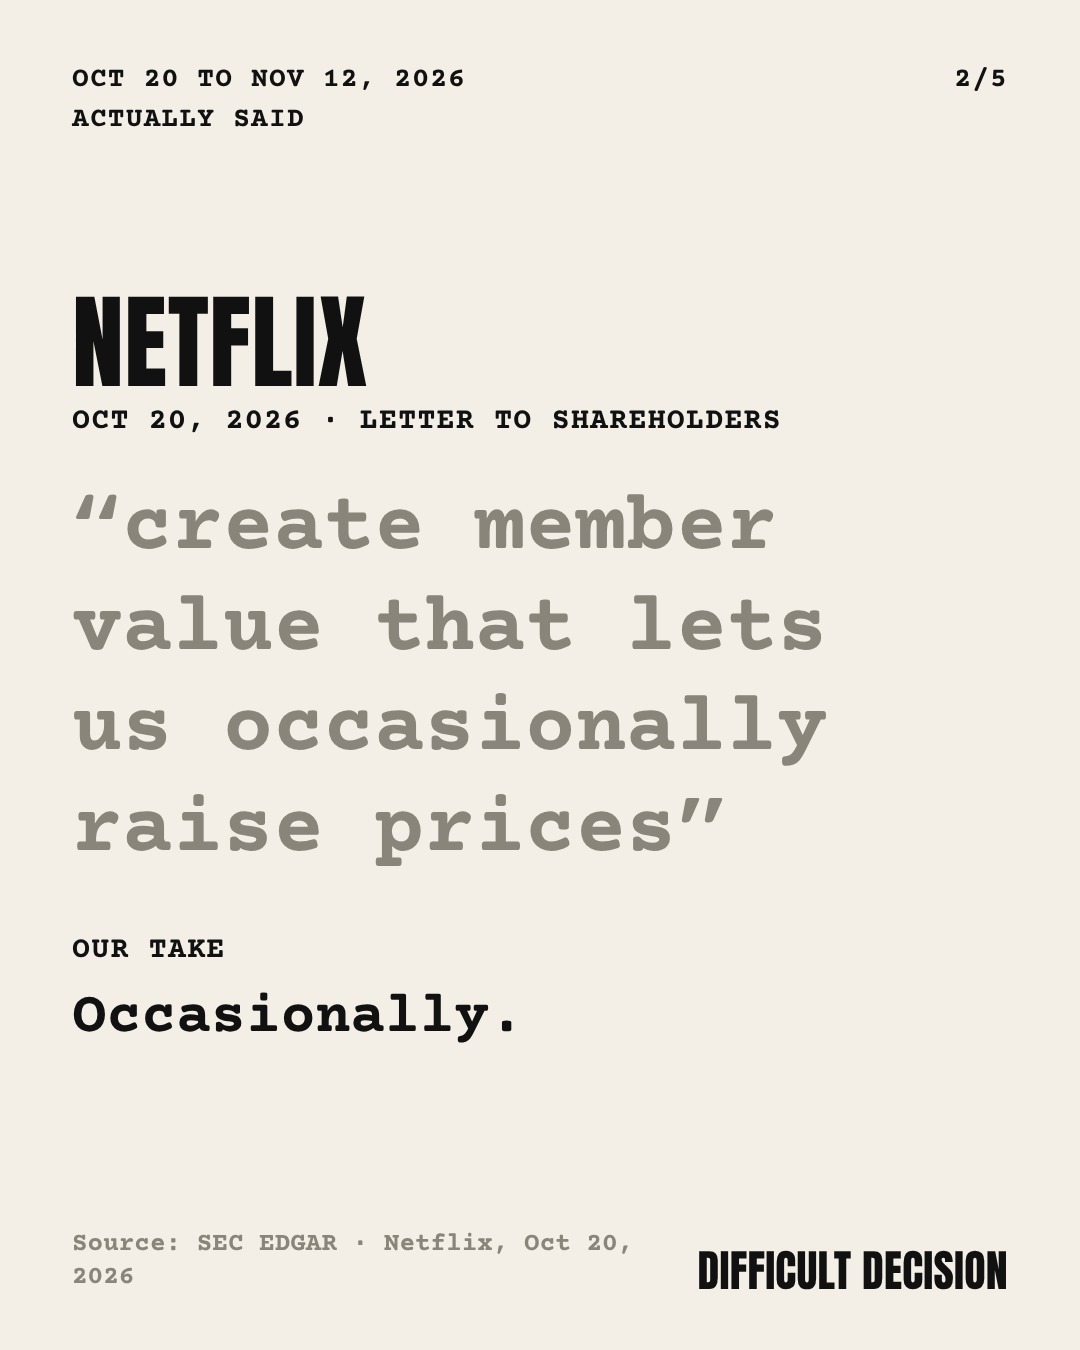 OCT 20 TO NOV 12, 2026
2/5
ACTUALLY SAID
NETFLIX
OCT 20, 2026 · LETTER TO SHAREHOLDERS
“create member
value that lets
us occasionally
raise prices”
OUR TAKE
Occasionally.
Source: SEC EDGAR · Netflix, Oct 20,
2026
DIFFICULT DECISION